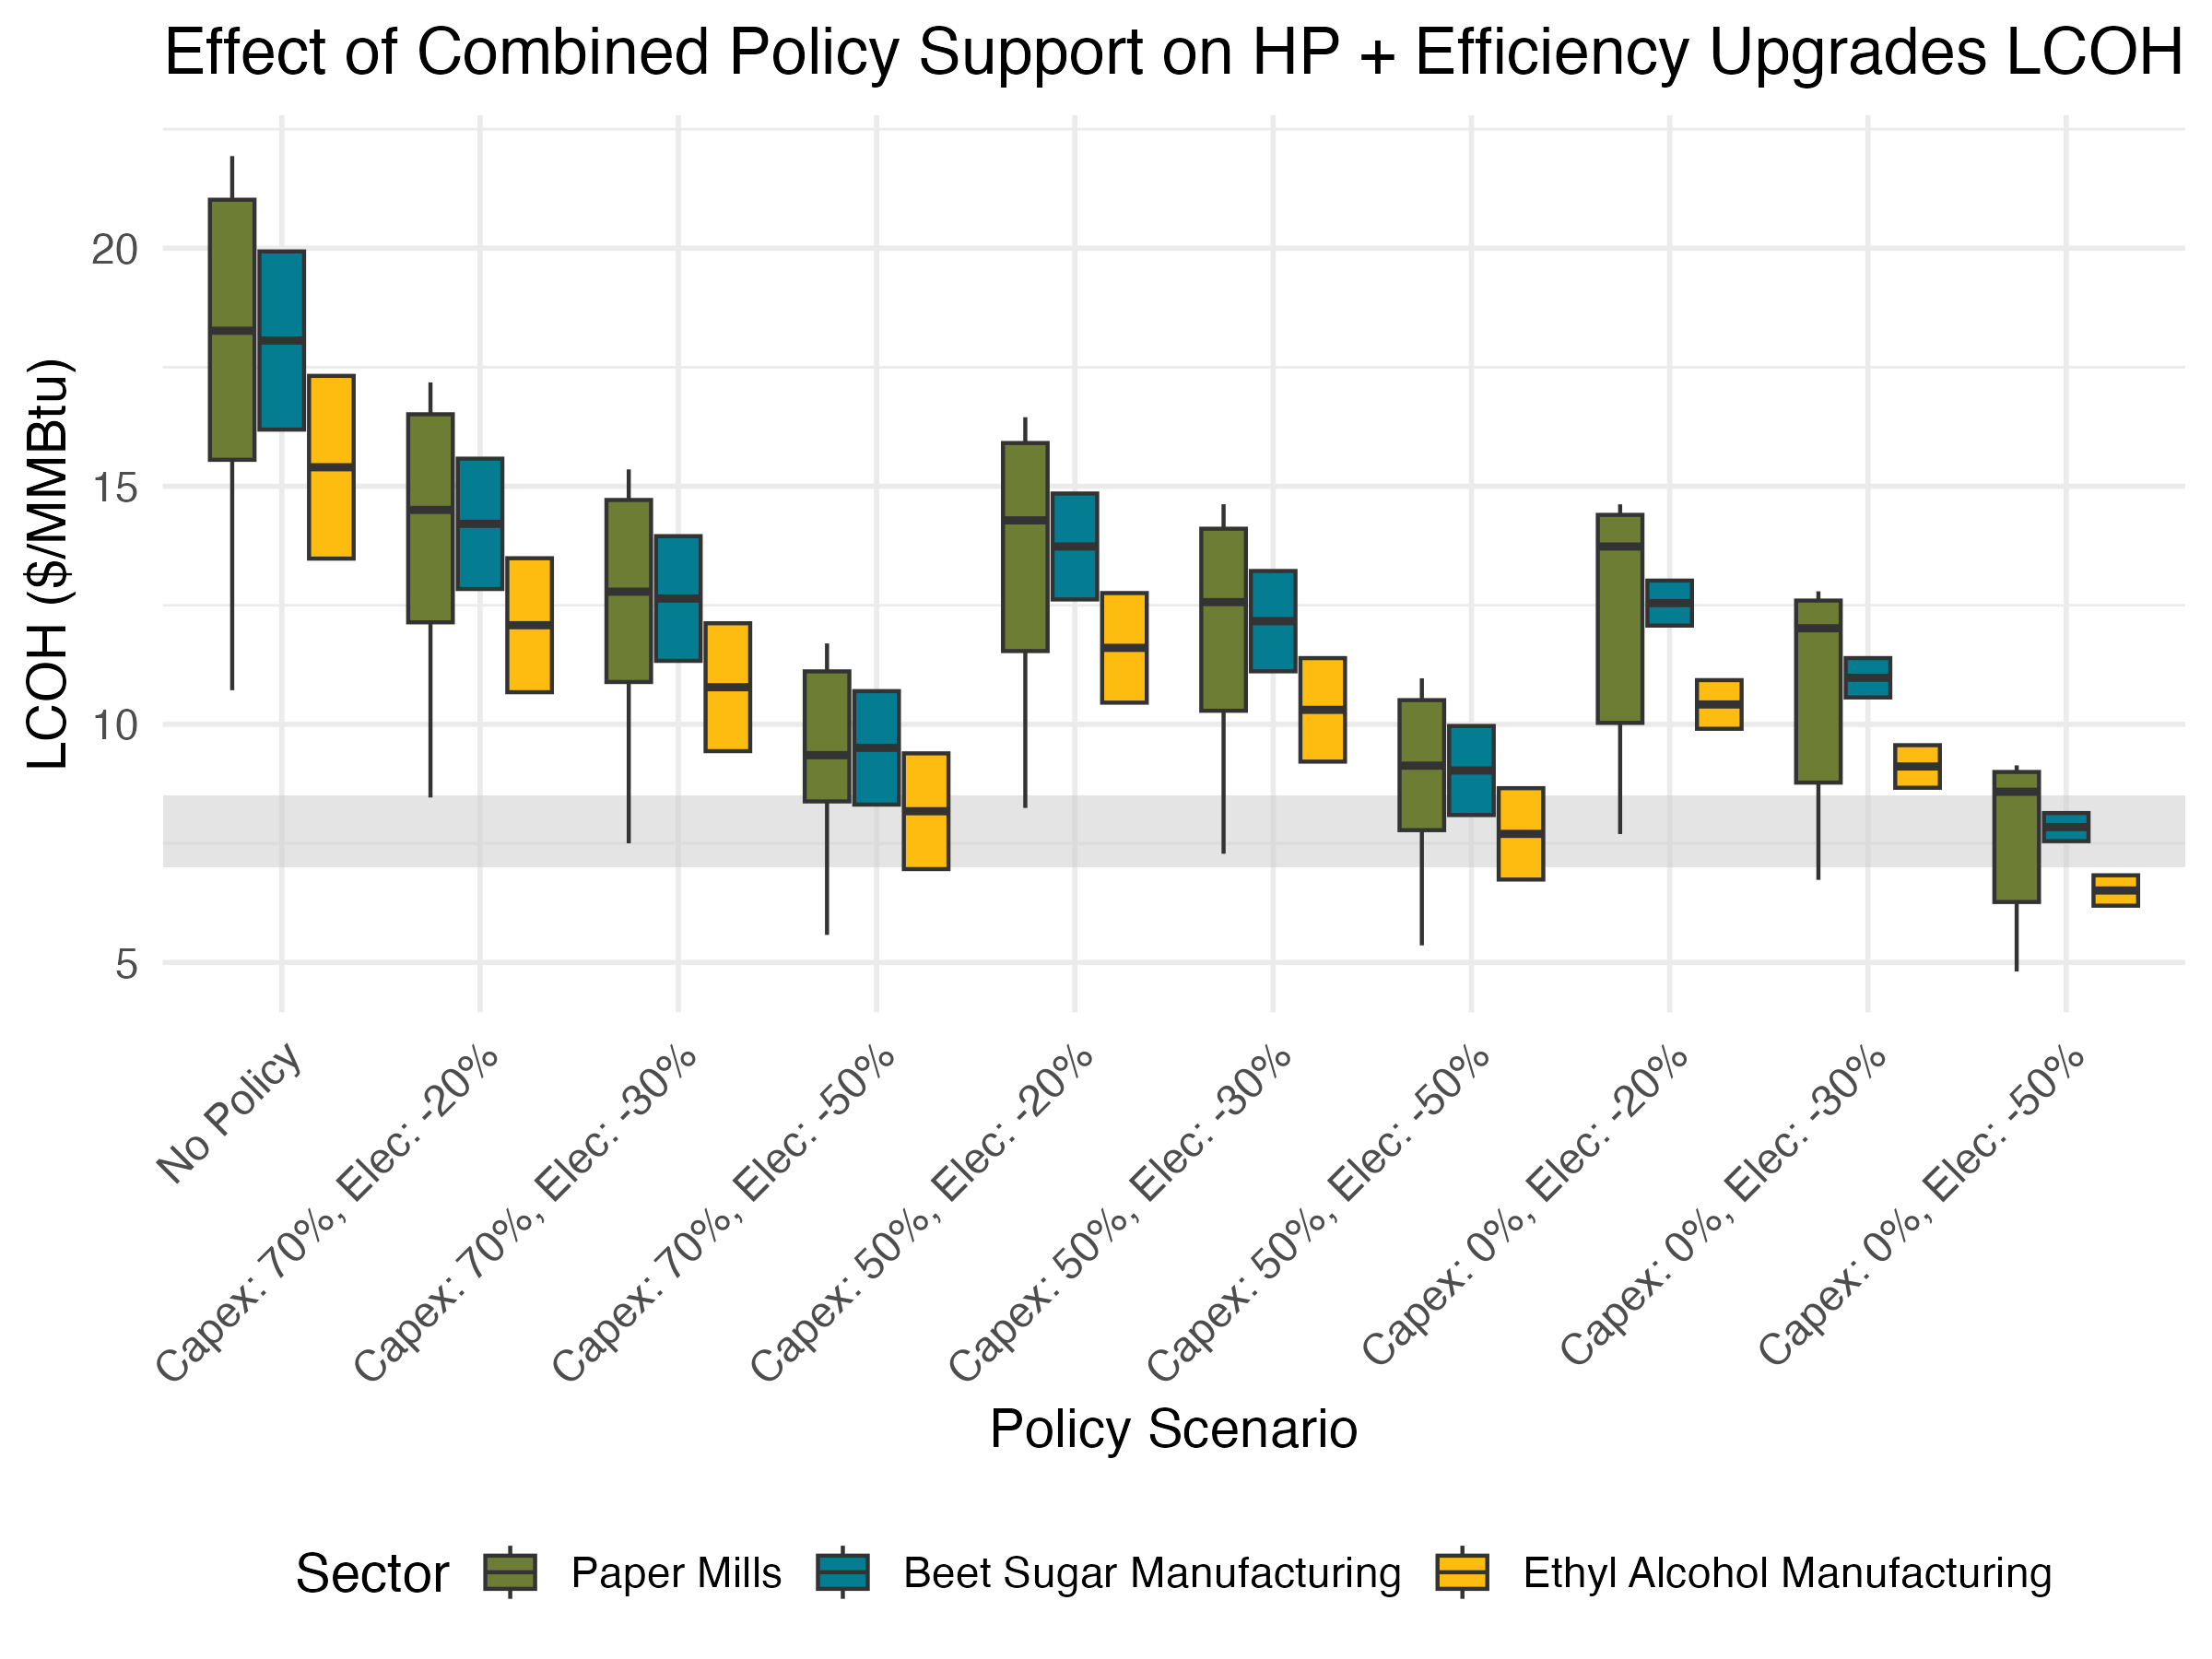 Effect of Combined Policy Support on HP + Efficiency Upgrades LCOH
LCOH ($/MMBtu)
20
15
10
5
No Policy
Capex: 70%, Elec: -20%
Capex: 70%, Elec: -30%
Capex: 70%, Elec: -50%
Capex: 50%, Elec: -20%
Capex: 50%, Elec: -30%
Capex: 50%, Elec: -50%
Capex: 0%, Elec: -20%
Capex: 0%, Elec: -30%
Capex: 0%, Elec: -50%
Policy Scenario
Sector Paper Mills Beet Sugar Manufacturing Ethyl Alcohol Manufacturing